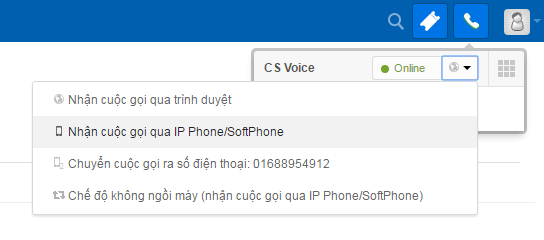 CS Voice
Online
Nhận cuộc gọi qua trình duyệt
Nhận cuộc gọi qua IP Phone/SoftPhone
Chuyển cuộc gọi ra số điện thoại: 01688954912
Chế độ không ngồi máy (nhận cuộc gọi qua IP Phone/SoftPhone)